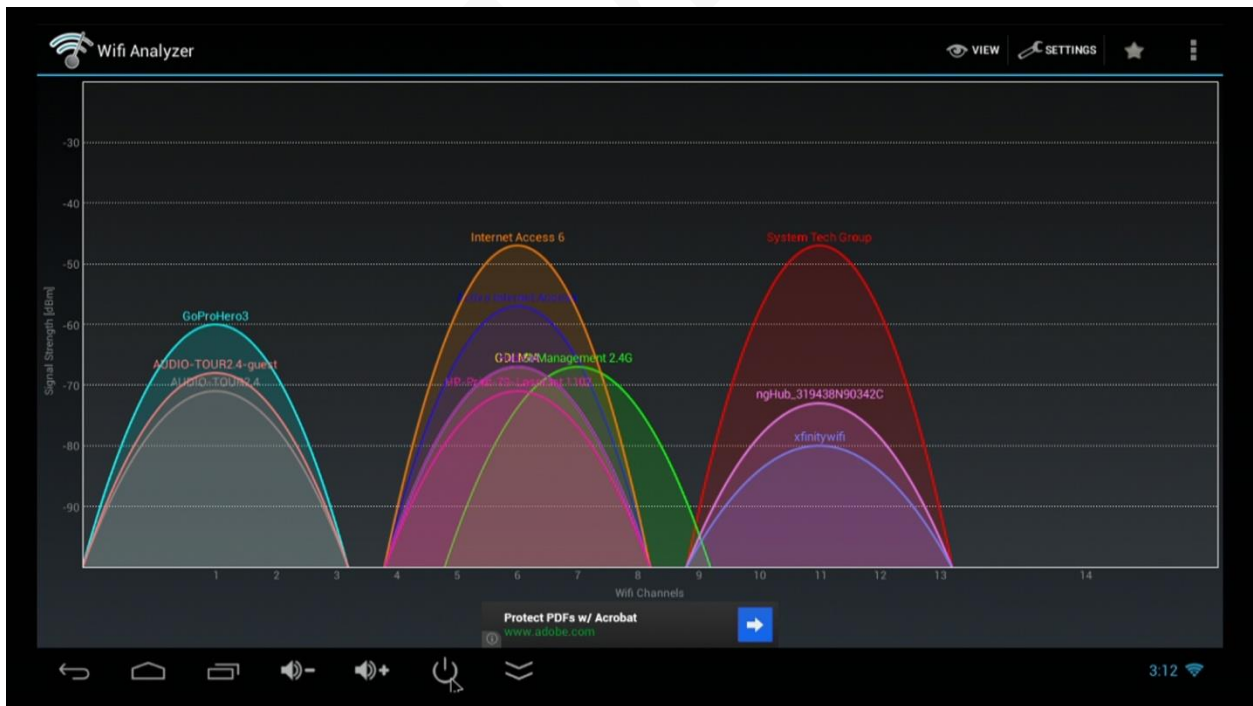 Wifi Analyzer
VIEW
SETTINGS
-30
-40
-50
-60
-70
-80
-90
Signal Strength [dBm]
Internet Access 6
System Tech Group
GoProHero3
Management 2.4G
AUDIO-TOUR2.4-guest
AUDIO-TOUR2.4
ngHub_319438N90342C
xfinitywifi
1 2 3 4 5 6 7 8 9 10 11 12 13 14
Wifi Channels
Protect PDFs w/ Acrobat
www.adobe.com
3:12